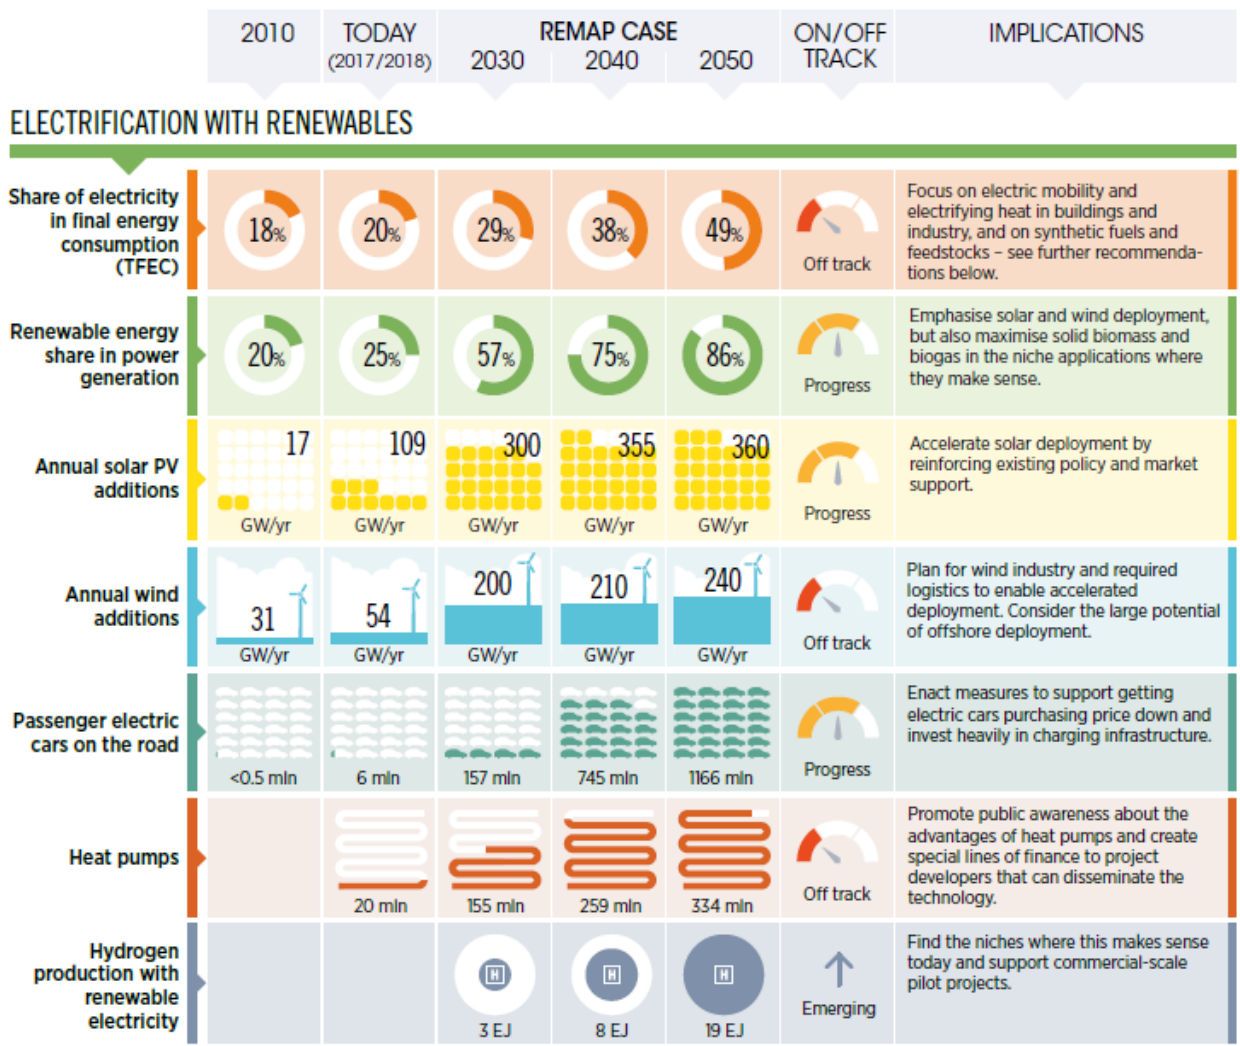 2010
TODAY
(2017/2018)
REMAP CASE
2030
2040
2050
ON/OFF
TRACK
IMPLICATIONS
ELECTRIFICATION WITH RENEWABLES
Share of electricity
in final energy
consumption
(TFEC)
18%
20%
29%
38%
49%
Off track
Focus on electric mobility and
electrifying heat in buildings and
industry, and on synthetic fuels and
feedstocks – see further recommenda-
tions below.
Renewable energy
share in power
generation
20%
25%
57%
75%
86%
Progress
Emphasise solar and wind deployment,
but also maximise solid biomass and
biogas in the niche applications where
they make sense.
Annual solar PV
additions
17
GW/yr
109
GW/yr
300
GW/yr
355
GW/yr
360
GW/yr
Progress
Accelerate solar deployment by
reinforcing existing policy and market
support.
Annual wind
additions
31
GW/yr
54
GW/yr
200
GW/yr
210
GW/yr
240
GW/yr
Off track
Plan for wind industry and required
logistics to enable accelerated
deployment. Consider the large potential
of offshore deployment.
Passenger electric
cars on the road
<0.5 mln
6 mln
157 mln
745 mln
1166 mln
Progress
Enact measures to support getting
electric cars purchasing price down and
invest heavily in charging infrastructure.
Heat pumps
20 mln
155 mln
259 mln
334 mln
Off track
Promote public awareness about the
advantages of heat pumps and create
special lines of finance to project
developers that can disseminate the
technology.
Hydrogen
production with
renewable
electricity
H
3 EJ
H
8 EJ
H
19 EJ
Emerging
Find the niches where this makes sense
today and support commercial-scale
pilot projects.